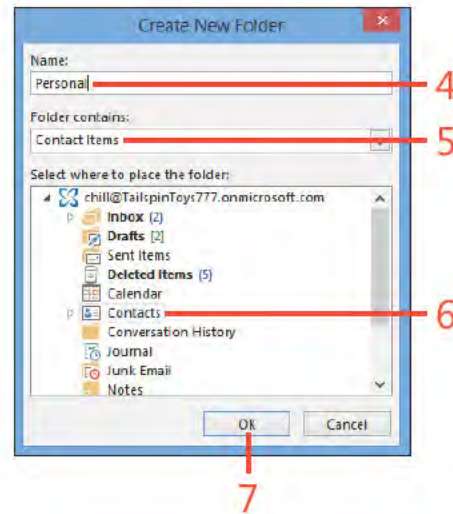 Create New Folder
Name:
Personal
4
Folder contains:
Contact Items
5
Select where to place the folder:
chill@TailspinToys777.onmicrosoft.com
Inbox (2)
Drafts [2]
Sent Items
Deleted Items (5)
Calendar
Contacts
6
Conversation History
Journal
Junk Email
Notes
OK
Cancel
7